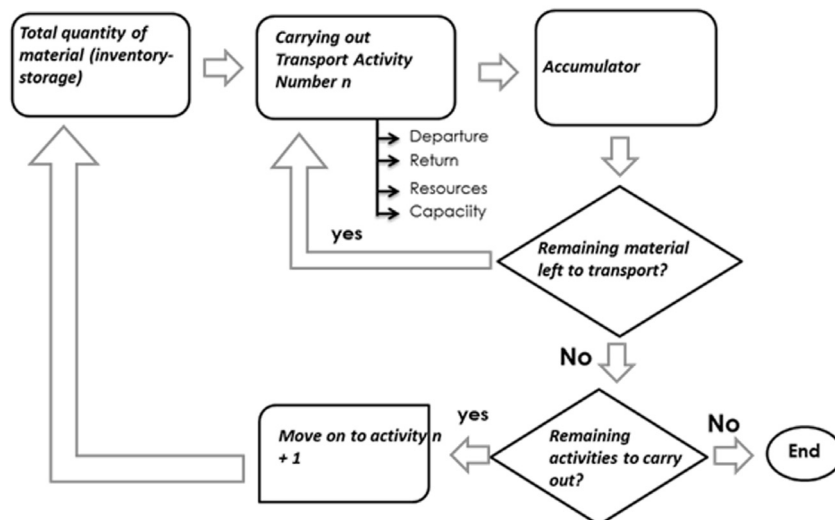 Total quantity of
material (inventory-
storage)
Carrying out
Transport Activity
Number n
Accumulator
Departure
Return
Resources
Capaciity
yes
Remaining material
left to transport?
No
Move on to activity n
+ 1
yes
Remaining
activities to carry
out?
No
End